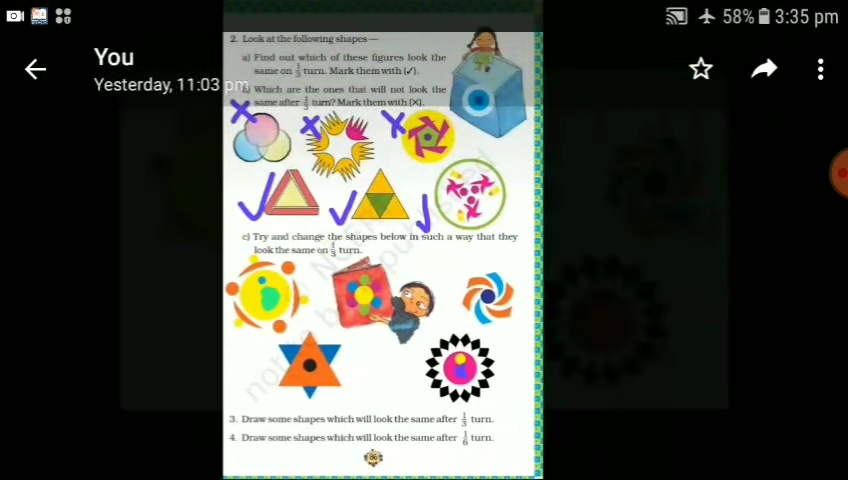 58% 3:35 pm
You
Yesterday, 11:03 pm
2. Look at the following shapes —
a) Find out which of these figures look the
same on 1/3 turn. Mark them with (✓).
b) Which are the ones that will not look the
same after 1/3 turn? Mark them with (✕).
c) Try and change the shapes below in such a way that they
look the same on 1/3 turn.
3. Draw some shapes which will look the same after 1/3 turn.
4. Draw some shapes which will look the same after 1/6 turn.
86